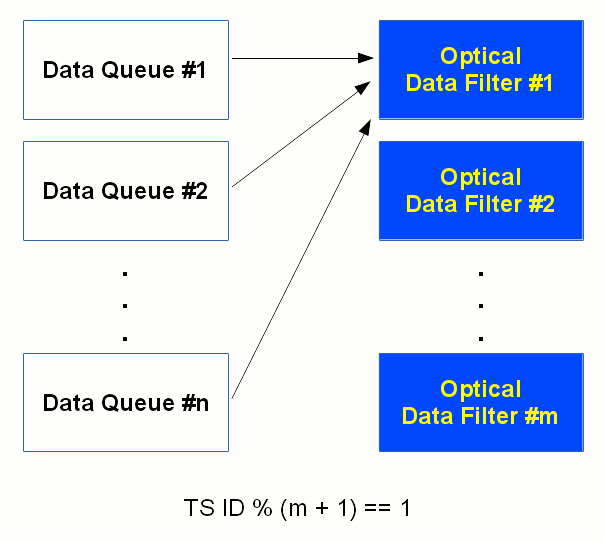 Data Queue #1
Optical
Data Filter #1
Data Queue #2
Optical
Data Filter #2
Data Queue #n
Optical
Data Filter #m
TS ID % (m + 1) == 1